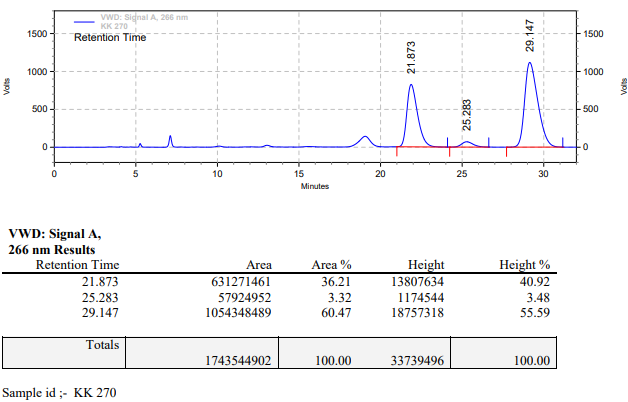 VWD: Signal A, 266 nm
KK 270
Retention Time
1500
1000
500
0
Volts
21.873
25.283
29.147
1500
1000
500
0
Volts
0 5 10 15 20 25 30
Minutes
VWD: Signal A,
266 nm Results
Retention Time Area Area % Height Height %
21.873 631271461 36.21 13807634 40.92
25.283 57924952 3.32 1174544 3.48
29.147 1054348489 60.47 18757318 55.59
Totals
1743544902 100.00 33739496 100.00
Sample id ;- KK 270